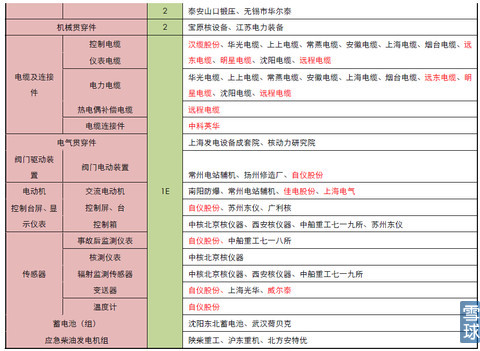 2 泰安山口锻压、无锡市华尔泰
机械贯穿件 2 宝原核设备、江苏电力装备
控制电缆 汉缆股份、华光电缆、上上电缆、常燕电缆、安徽电缆、上海电缆、烟台电缆、远
仪表电缆 东电缆、明星电缆、沈阳电缆、远程电缆
电缆及连接件
电力电缆
华光电缆、上上电缆、常燕电缆、安徽电缆、上海电缆、烟台电缆、远东电缆、明
星电缆、沈阳电缆、远程电缆
热电偶补偿电缆 远程电缆
电缆连接件 中科英华
电气贯穿件 上海发电设备成套院、核动力研究院
阀门驱动装置
阀门电动装置 常州电站辅机、扬州修造厂、自仪股份
电动机 交流电动机 1E 南阳防爆、常州电站辅机、佳电股份、上海电气
控制台屏、显 控制屏、台 自仪股份、苏州东仪、广利核
示仪表 控制箱 中核北京核仪器、西安核仪器、中船重工七一九所、苏州东仪
事故后监测仪表 自仪股份、中船重工七一八所
核测仪表 中核北京核仪器
传感器 辐射监测传感器 中核北京核仪器、西安核仪器、中船重工七一九所
变送器 自仪股份、上海光华、威尔泰
温度计 自仪股份
蓄电池（组） 沈阳东北蓄电池、武汉荷贝克
应急柴油发电机组 陕柴重工、沪东重机、北方安特优
雪球